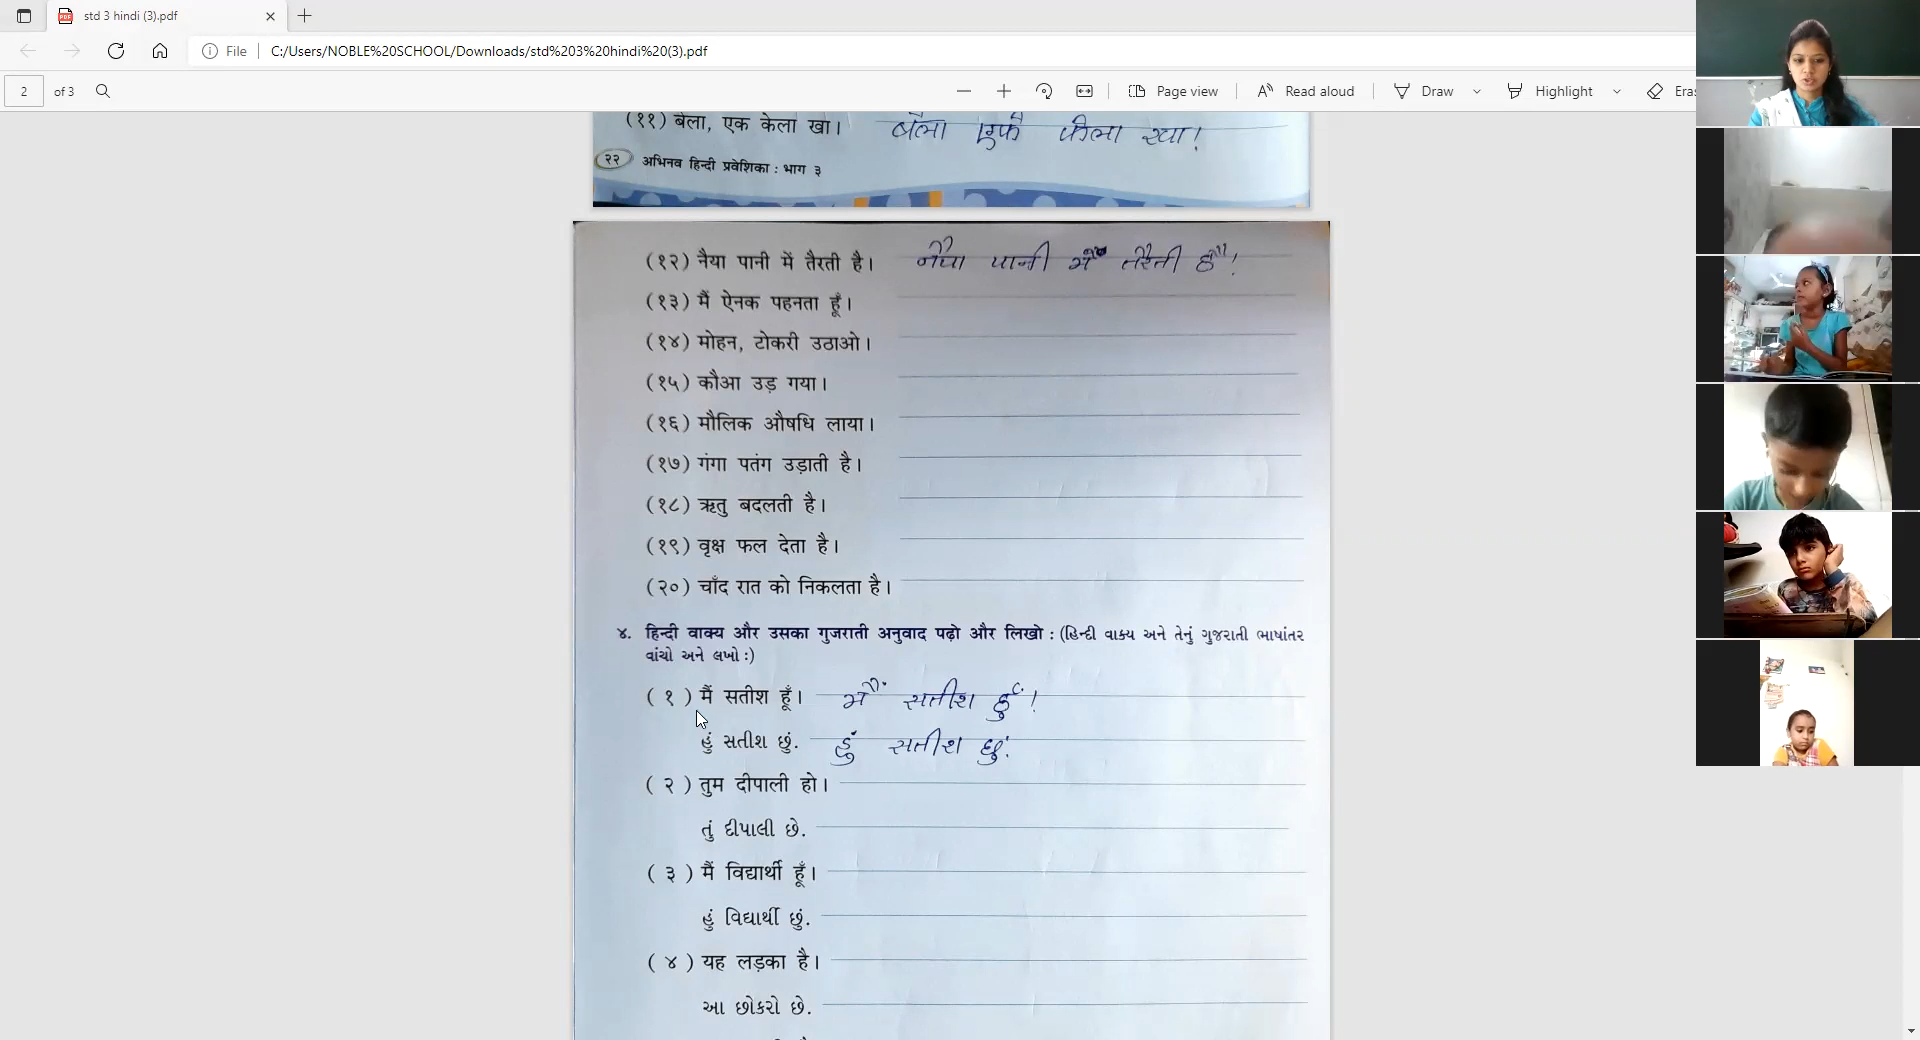 std 3 hindi (3).pdf
File C:/Users/NOBLE%20SCHOOL/Downloads/std%203%20hindi%20(3).pdf
2 of 3 Page view Read aloud Draw Highlight Eras
(११) बेला, एक केला खा। बेला एक केला खा!
२२ अभिनव हिन्दी प्रवेशिका : भाग ३
(१२) नैया पानी में तैरती है। नैया पानी में तैरती है!
(१३) मैं ऐनक पहनता हूँ।
(१४) मोहन, टोकरी उठाओ।
(१५) कौआ उड़ गया।
(१६) मौलिक औषधि लाया।
(१७) गंगा पतंग उड़ाती है।
(१८) ऋतु बदलती है।
(१९) वृक्ष फल देता है।
(२०) चाँद रात को निकलता है।
४. हिन्दी वाक्य और उसका गुजराती अनुवाद पढ़ो और लिखो : (હિન્દી વાક્ય અને તેનું ગુજરાતી ભાષાંતર
વાંચો અને લખો :)
( १ ) मैं सतीश हूँ। मैं सतीश हुँ!
હું સતીશ છું. હું સતીશ છું.
( २ ) तुम दीपाली हो।
તું દીપાલી છે.
( ३ ) मैं विद्यार्थी हूँ।
હું વિદ્યાર્થી છું.
( ४ ) यह लड़का है।
આ છોકરો છે.